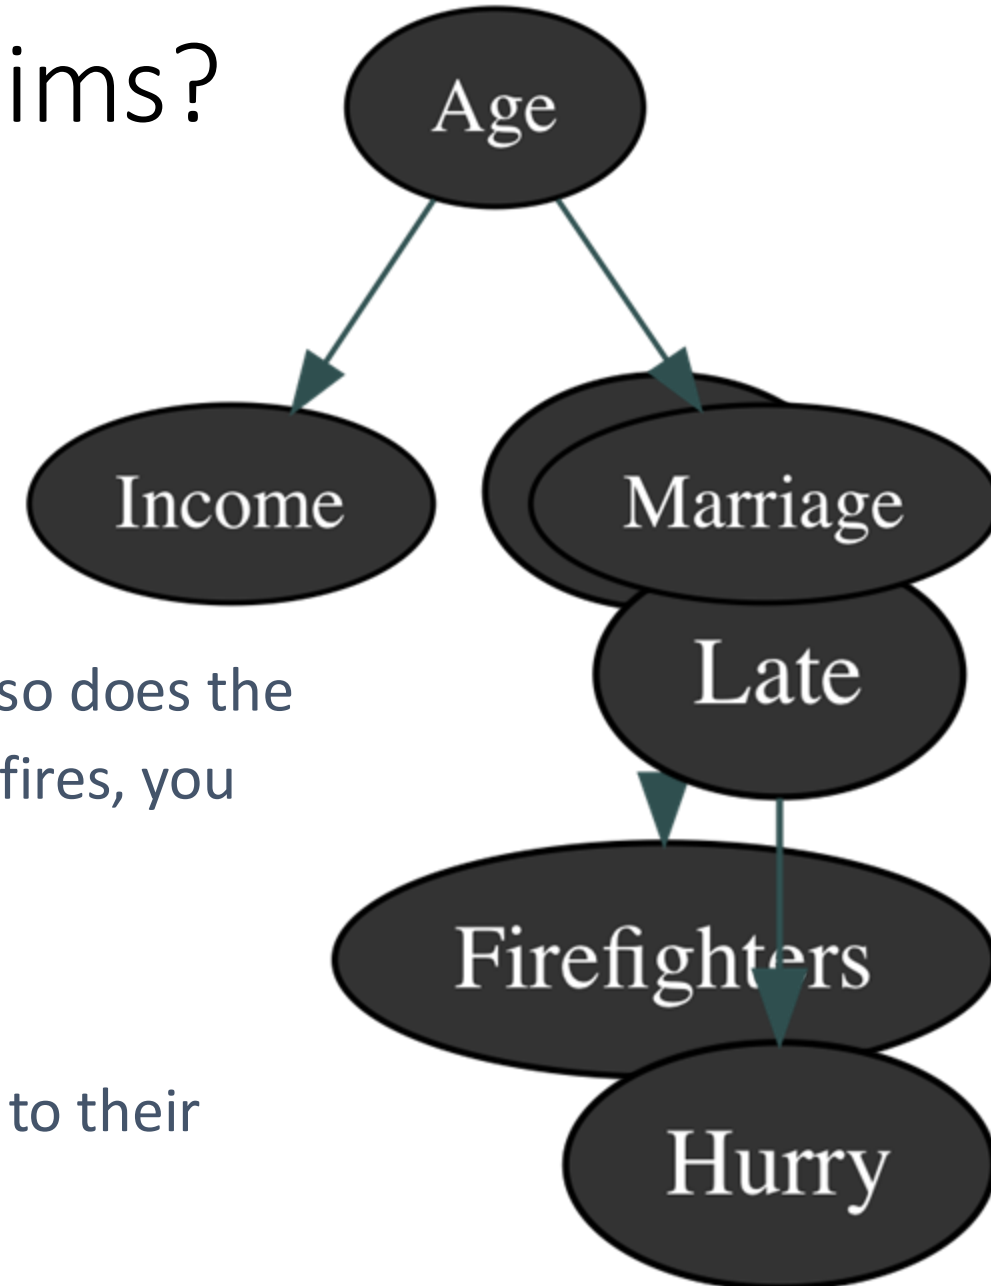 ims?
Age
Income
Marriage
Late
so does the
fires, you
Firefighters
to their
Hurry